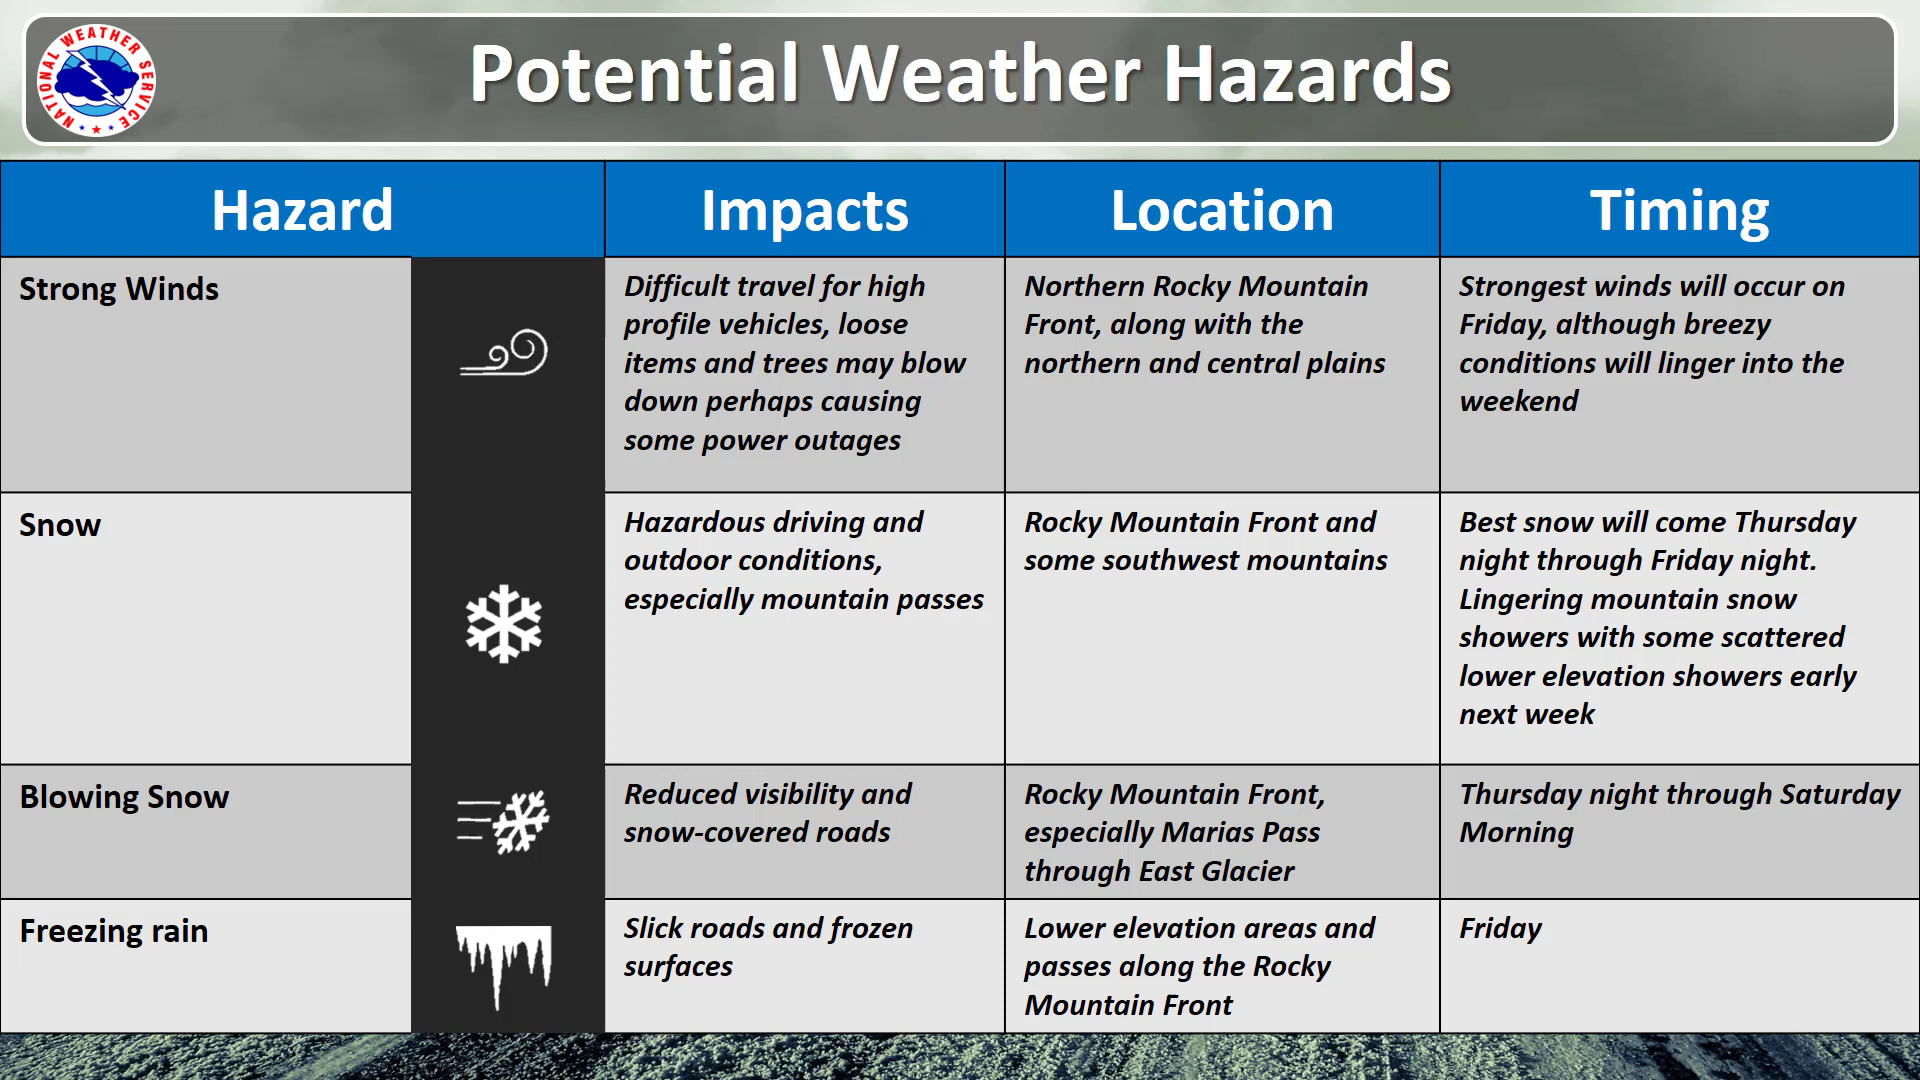 NATIONAL WEATHER SERVICE
Potential Weather Hazards
Hazard
Impacts
Location
Timing
Strong Winds
Difficult travel for high
profile vehicles, loose
items and trees may blow
down perhaps causing
some power outages
Northern Rocky Mountain
Front, along with the
northern and central plains
Strongest winds will occur on
Friday, although breezy
conditions will linger into the
weekend
Snow
Hazardous driving and
outdoor conditions,
especially mountain passes
Rocky Mountain Front and
some southwest mountains
Best snow will come Thursday
night through Friday night.
Lingering mountain snow
showers with some scattered
lower elevation showers early
next week
Blowing Snow
Reduced visibility and
snow-covered roads
Rocky Mountain Front,
especially Marias Pass
through East Glacier
Thursday night through Saturday
Morning
Freezing rain
Slick roads and frozen
surfaces
Lower elevation areas and
passes along the Rocky
Mountain Front
Friday